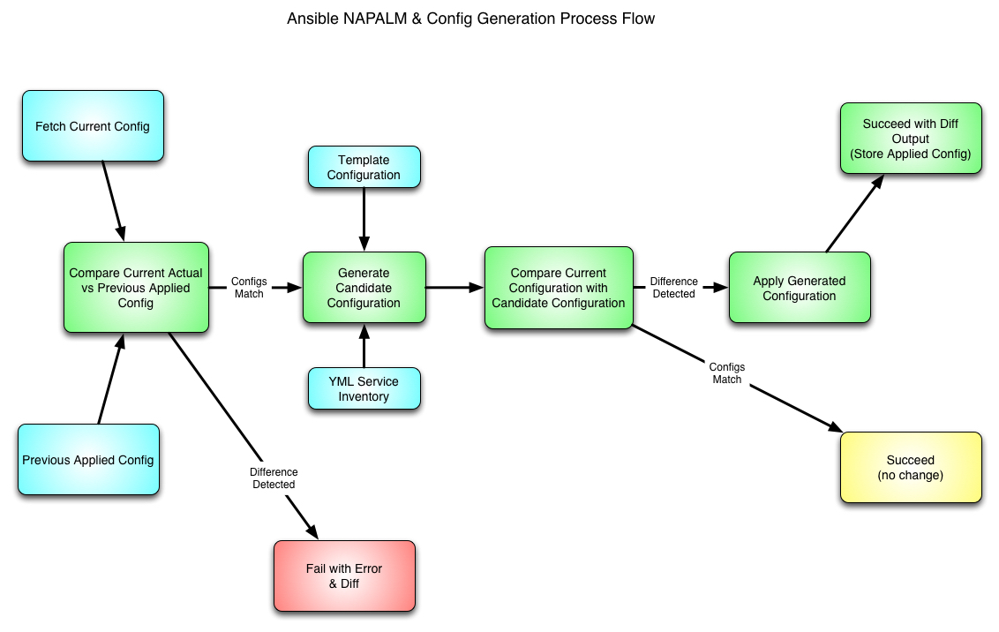 Ansible NAPALM & Config Generation Process Flow
Fetch Current Config
Template
Configuration
Succeed with Diff
Output
(Store Applied Config)
Compare Current Actual
vs Previous Applied
Config
Configs
Match
Generate
Candidate
Configuration
Compare Current
Configuration with
Candidate Configuration
Difference
Detected
Apply Generated
Configuration
YML Service
Inventory
Configs
Match
Previous Applied Config
Difference
Detected
Succeed
(no change)
Fail with Error
& Diff